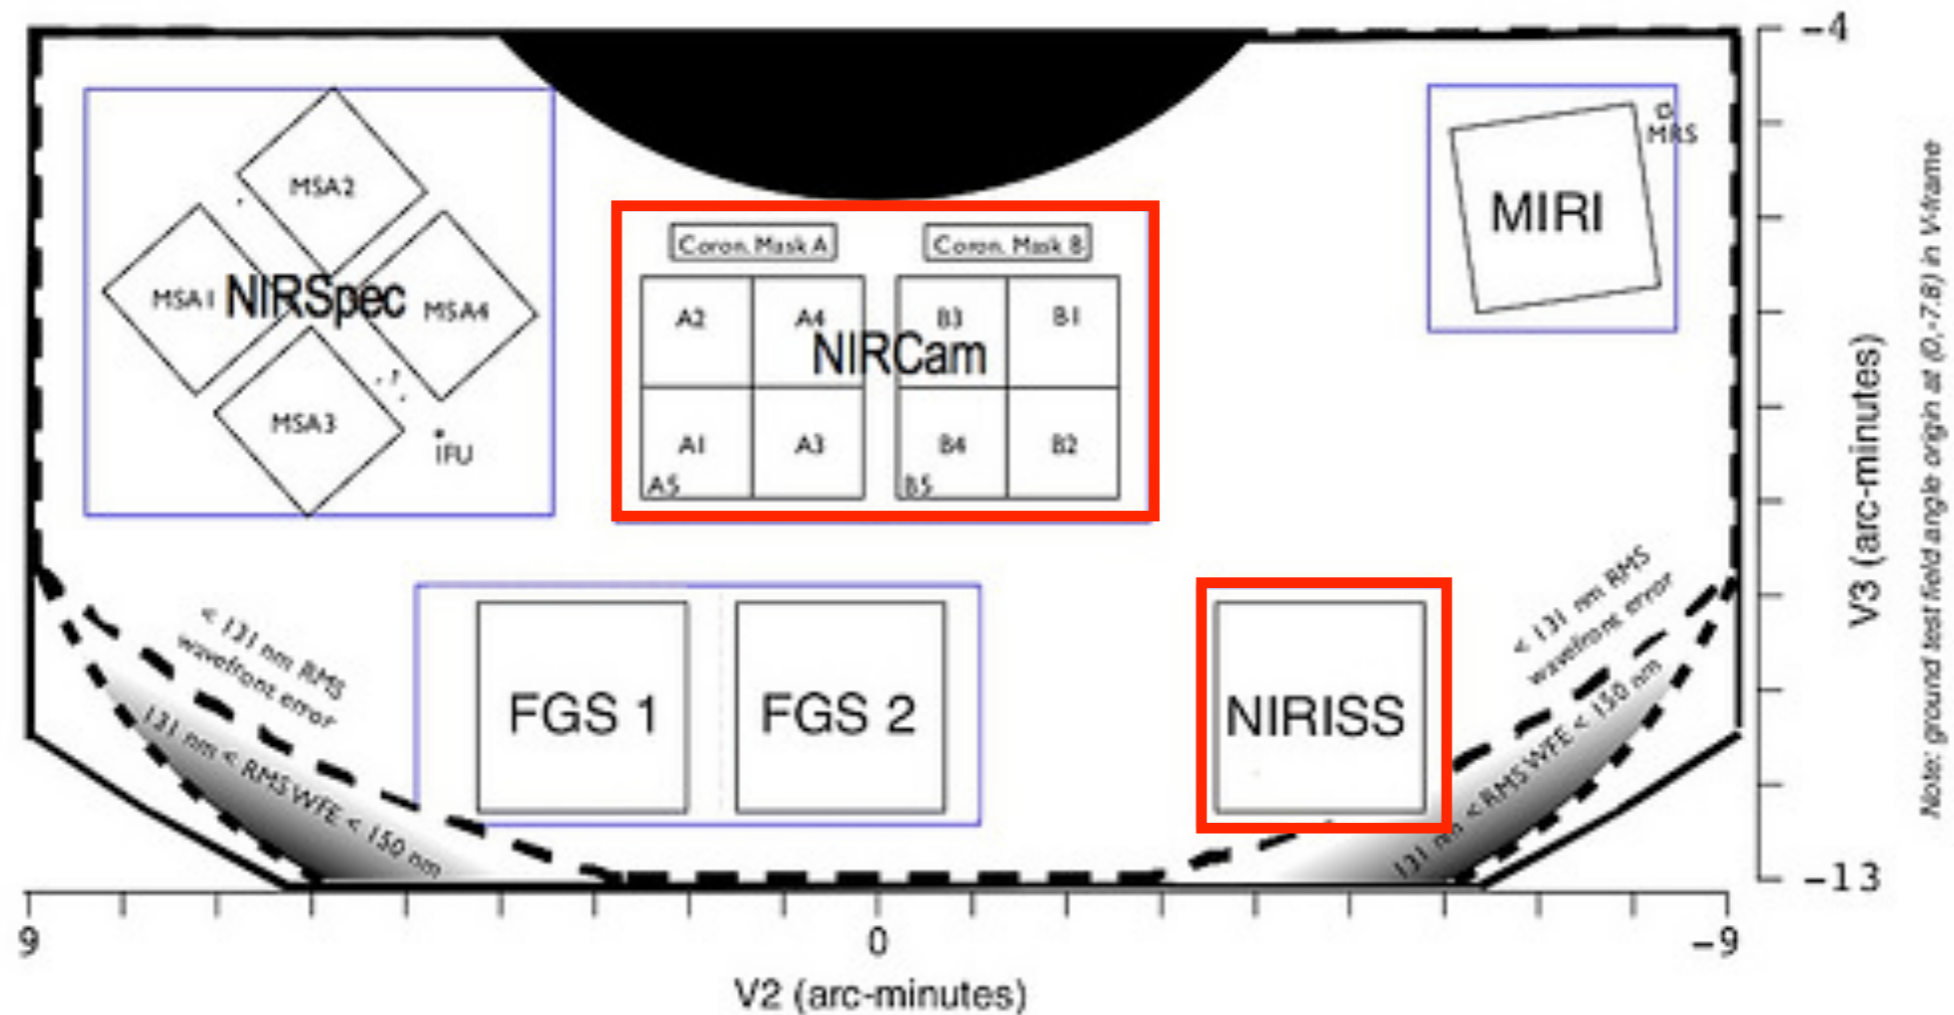 -4
MSA2
MRS
MIRI
Coron. Mask A
Coron. Mask B
MSA1
NIRSpec
MSA4
A2
A4
B3
B1
NIRCam
MSA3
IFU
A1
A3
B4
B2
A5
B5
< 131 nm RMS
wavefront error
< 131 nm RMS
wavefront error
FGS 1
FGS 2
NIRISS
131 nm < RMS WFE < 150 nm
131 nm < RMS WFE < 150 nm
-13
9
0
-9
V2 (arc-minutes)
V3 (arc-minutes)
Note: ground test field angle origin at (0,-7.8) in V-frame